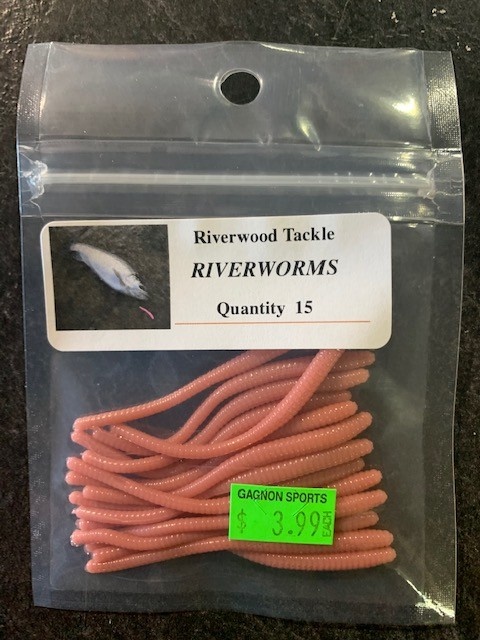 Riverwood Tackle
RIVERWORMS
Quantity 15
GAGNON SPORTS
$ 3.99 EACH